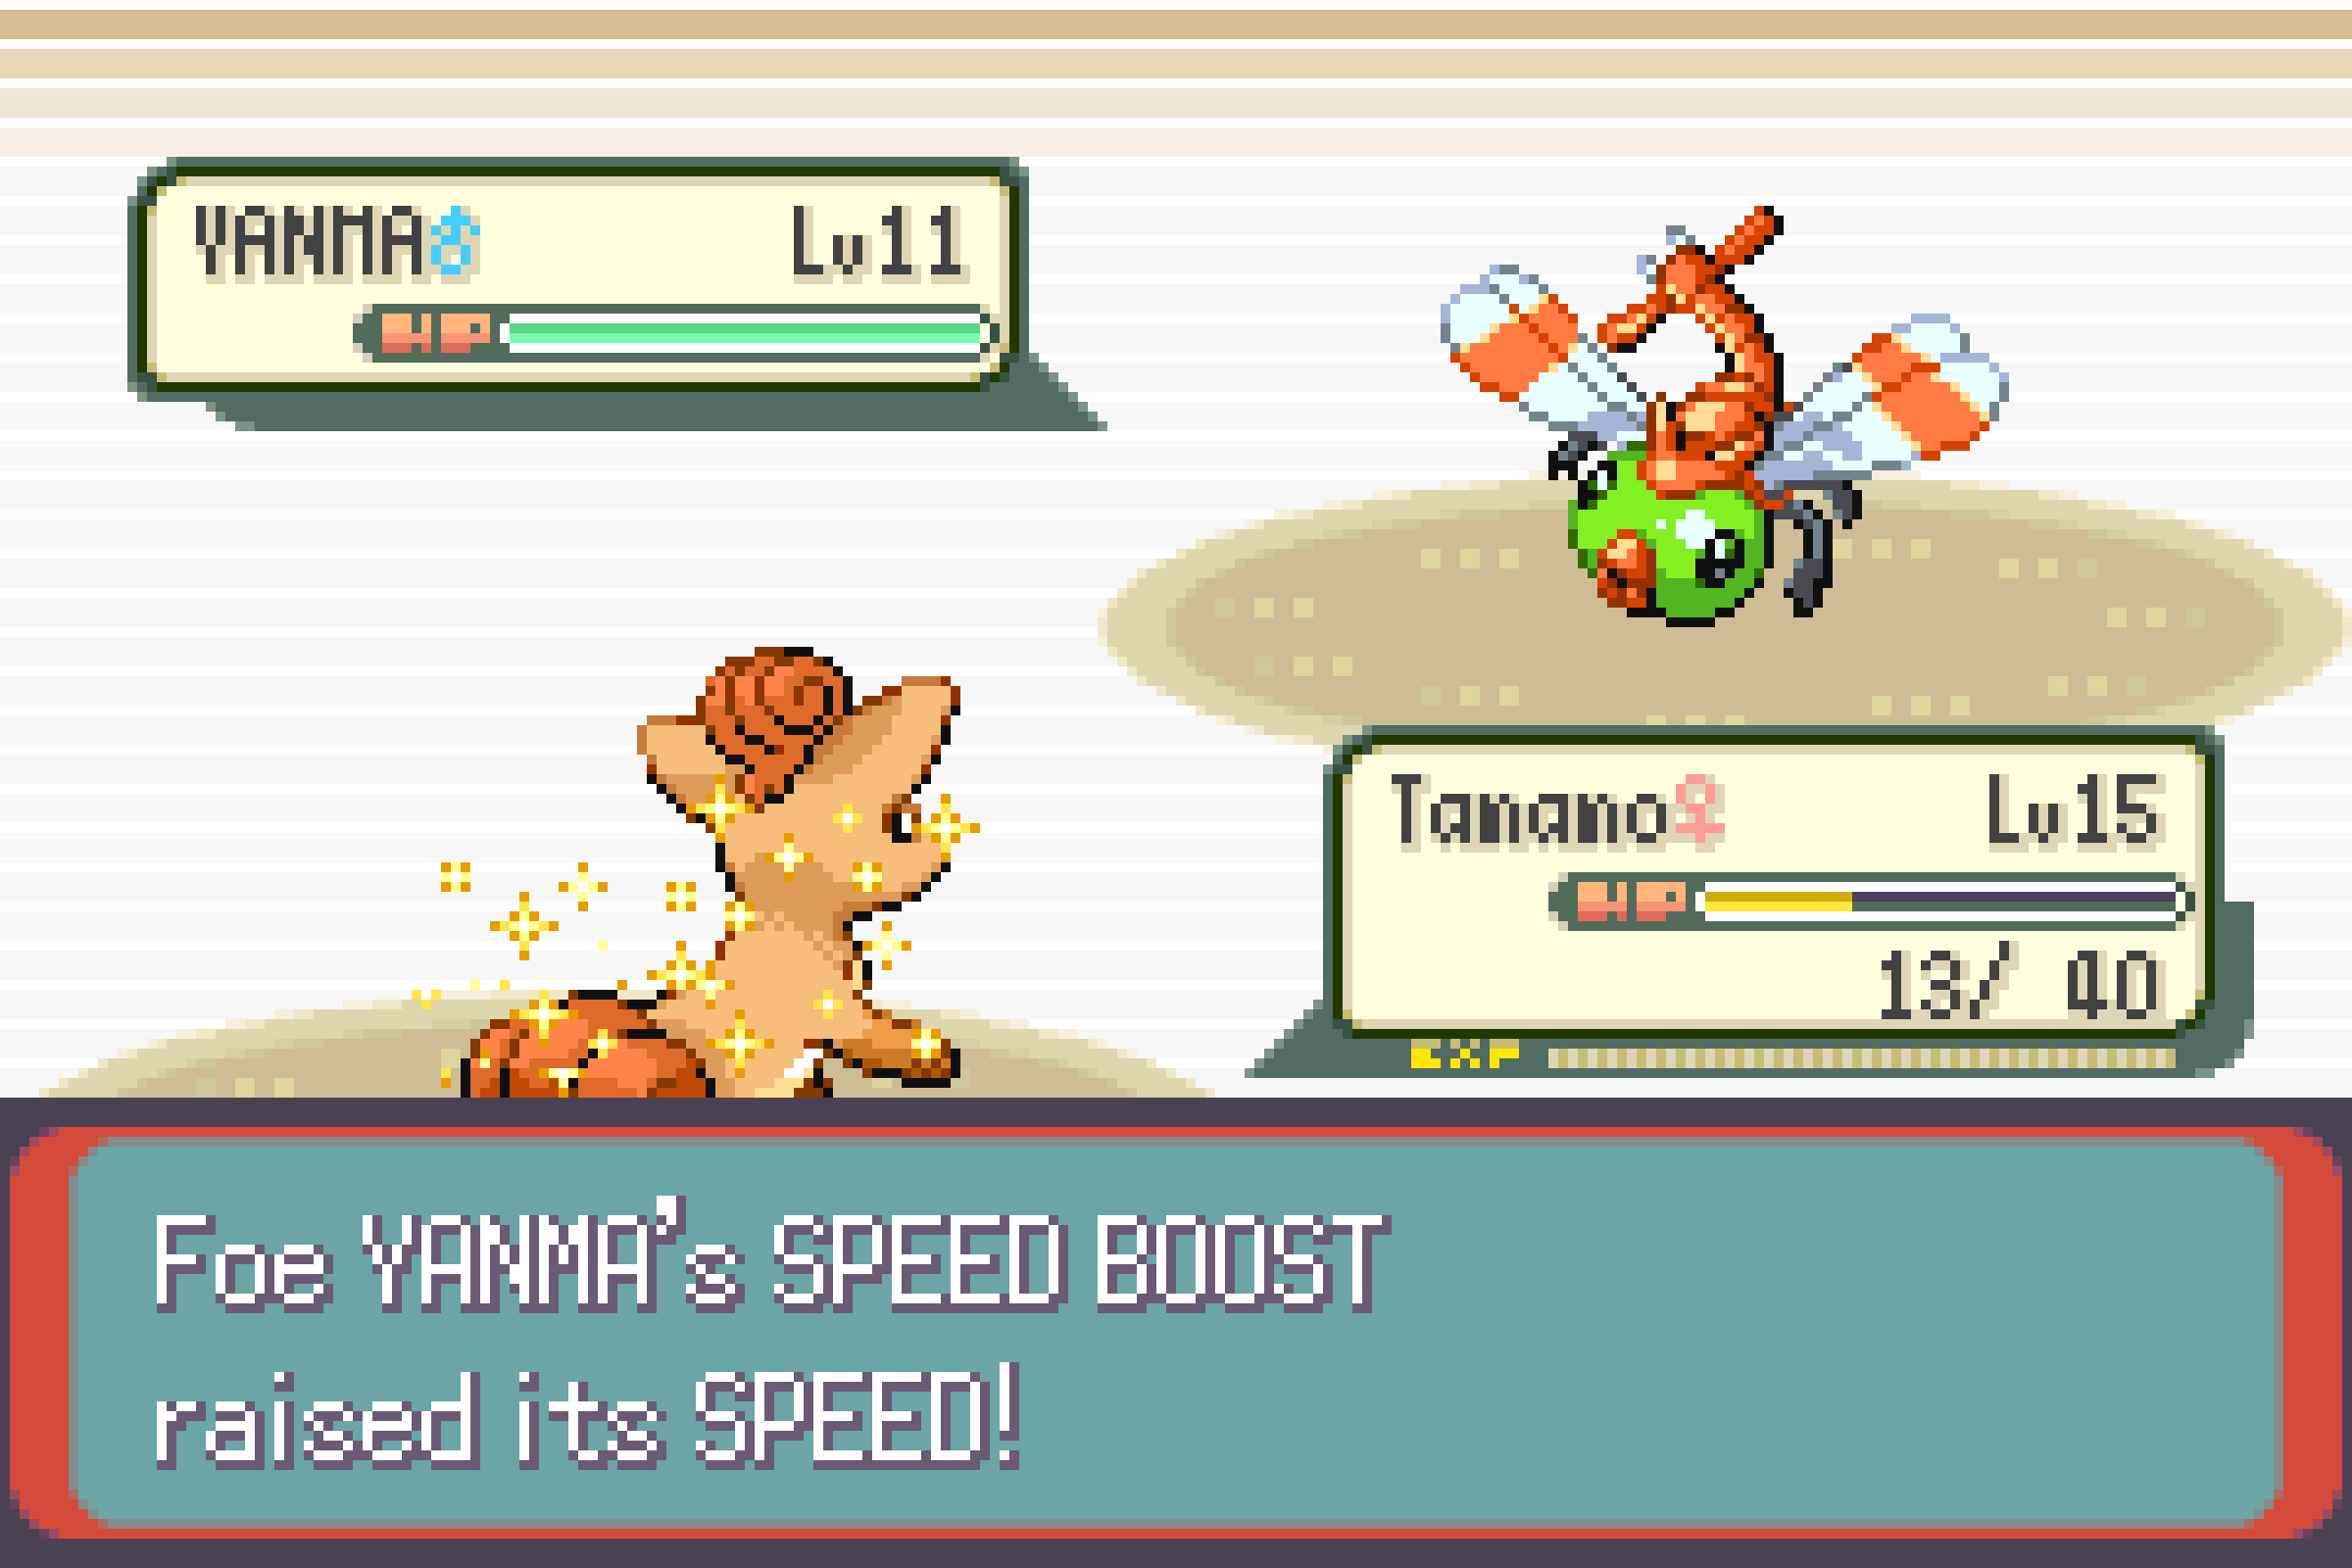 YANMA♂ Lv11
HP
Tanano♀ Lv15
HP
13/ 40
EXP
Foe YANMA's SPEED BOOST
raised its SPEED!